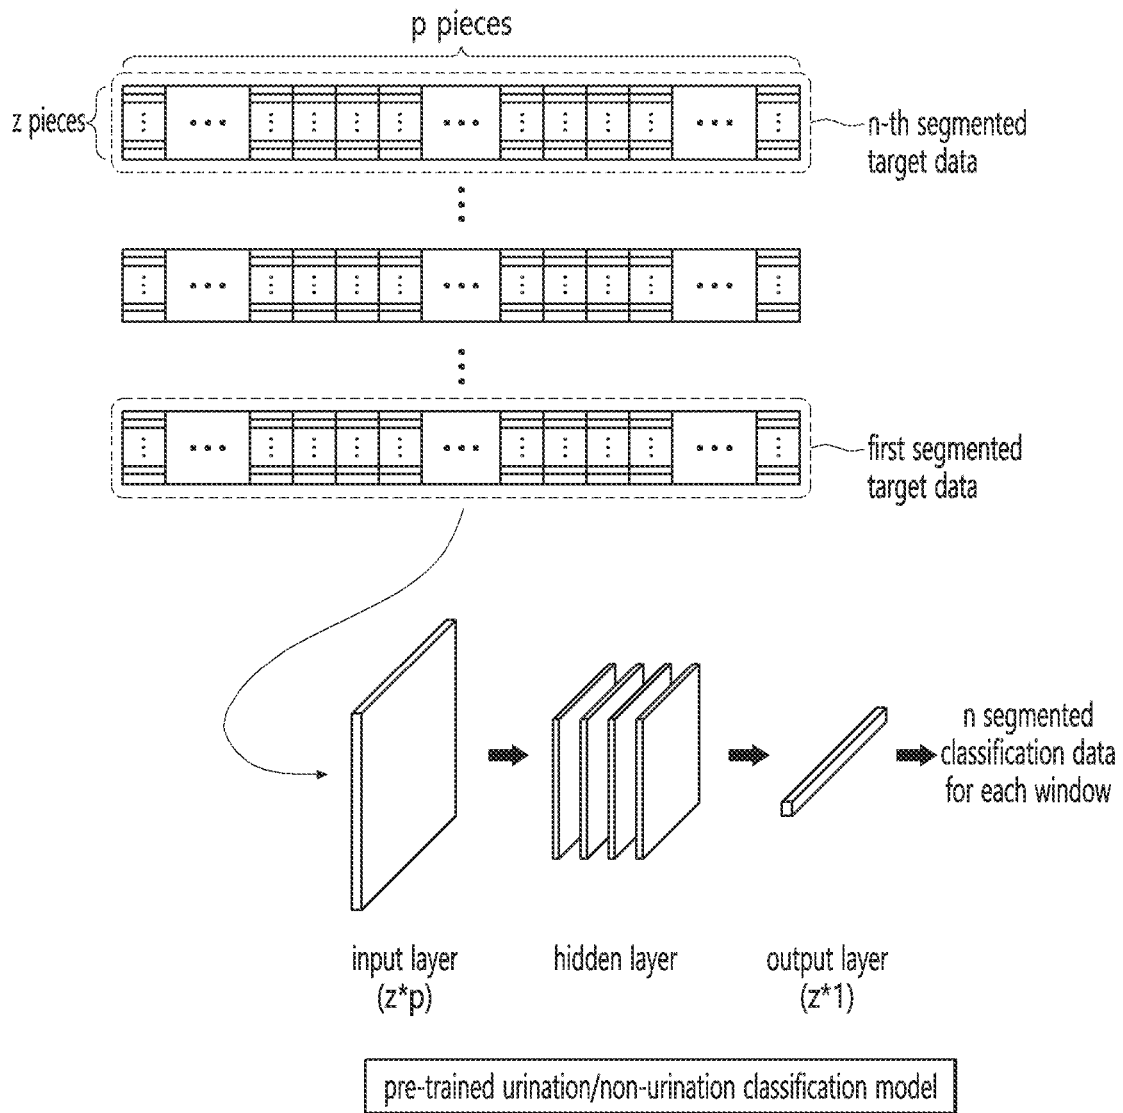 p pieces
z pieces
n-th segmented
target data
first segmented
target data
n segmented
classification data
for each window
input layer
(z*p)
hidden layer
output layer
(z*1)
pre-trained urination/non-urination classification model